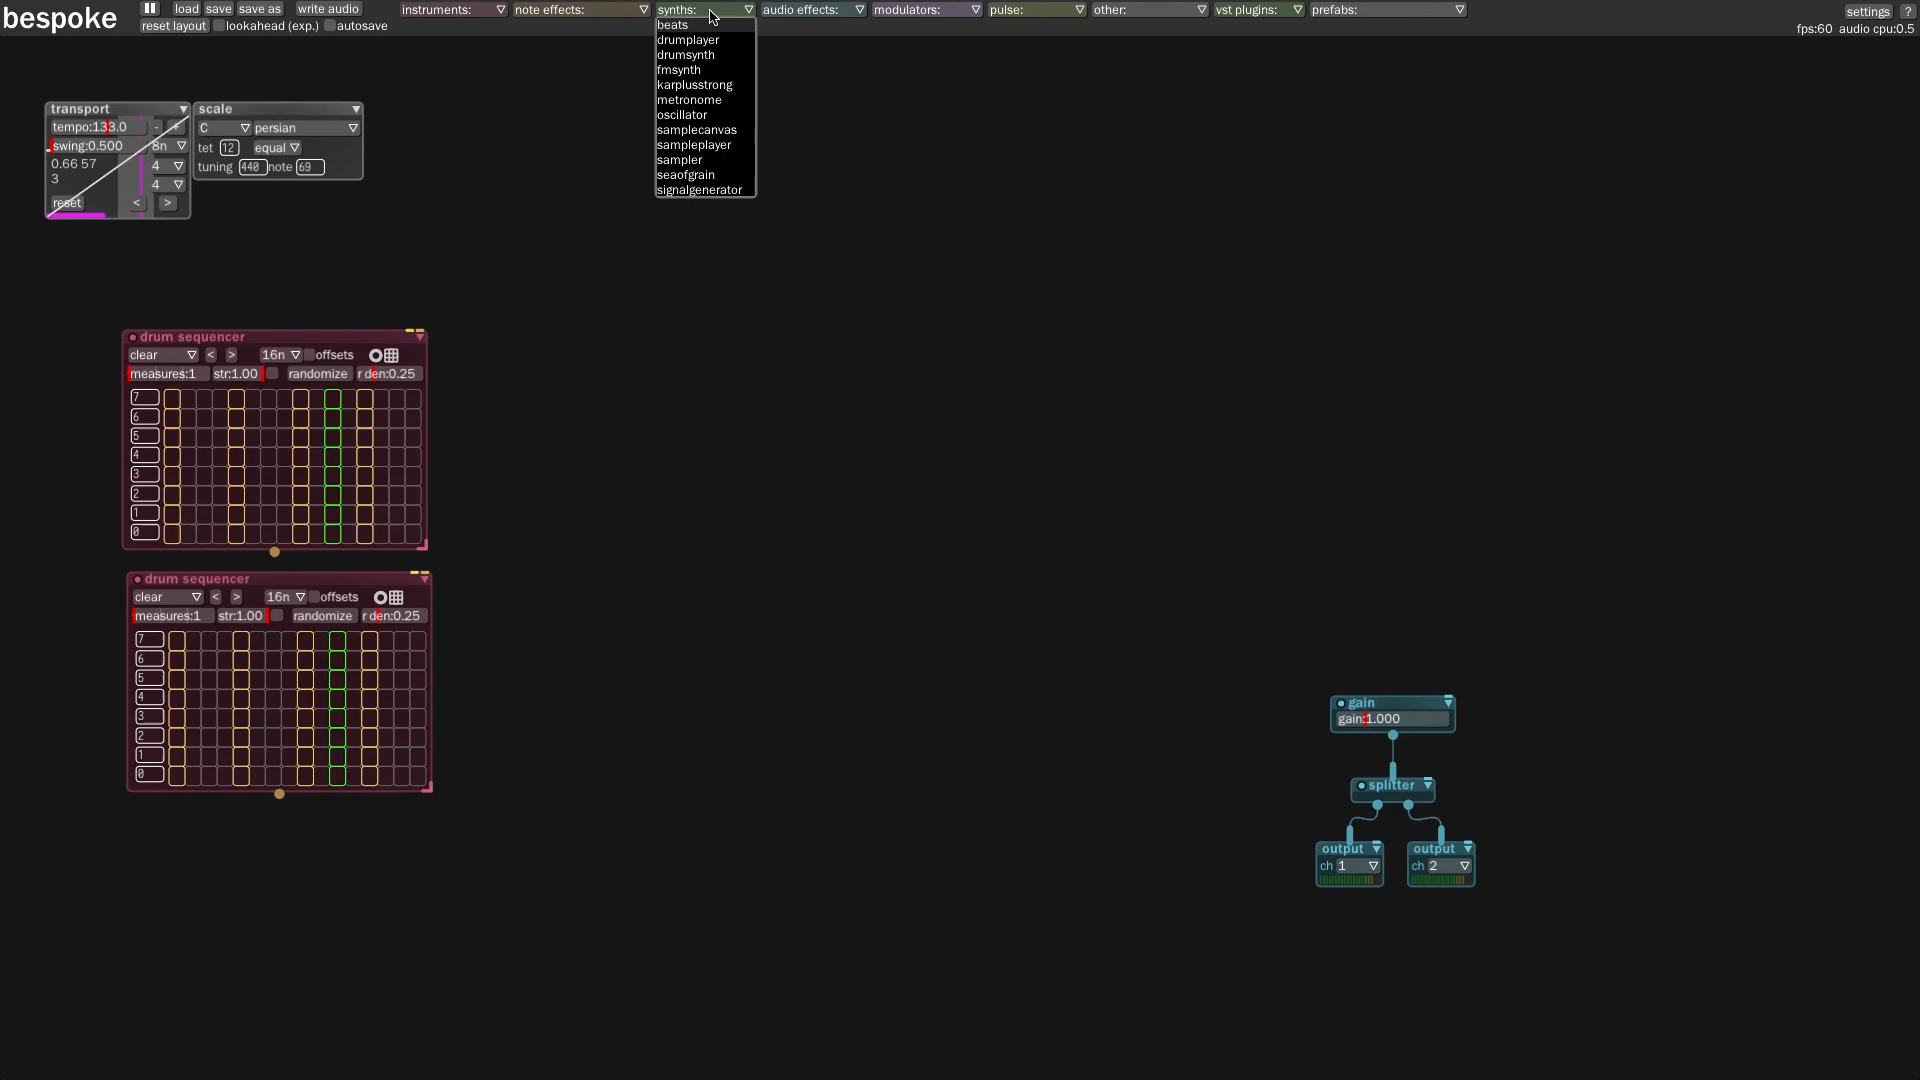 bespoke load save save as write audio instruments: note effects: synths: audio effects: modulators: pulse: other: vst plugins: prefabs: settings ?
reset layout lookahead (exp.) autosave fps:60 audio cpu:0.5
beats
drumplayer
drumsynth
fmsynth
karplusstrong
metronome
oscillator
samplecanvas
sampleplayer
sampler
seaofgrain
signalgenerator
transport
tempo:133.0 - +
swing:0.500 8n
0.66 57 4
3 4
reset < >
scale
C persian
tet 12 equal
tuning 440 note 69
drum sequencer
clear < > 16n offsets
measures:1 str:1.00 randomize r den:0.25
7
6
5
4
3
2
1
0
drum sequencer
clear < > 16n offsets
measures:1 str:1.00 randomize r den:0.25
7
6
5
4
3
2
1
0
gain
gain:1.000
splitter
output output
ch 1 ch 2